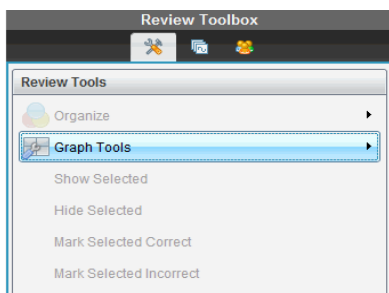 Review Toolbox
Review Tools
Organize
Graph Tools
Show Selected
Hide Selected
Mark Selected Correct
Mark Selected Incorrect